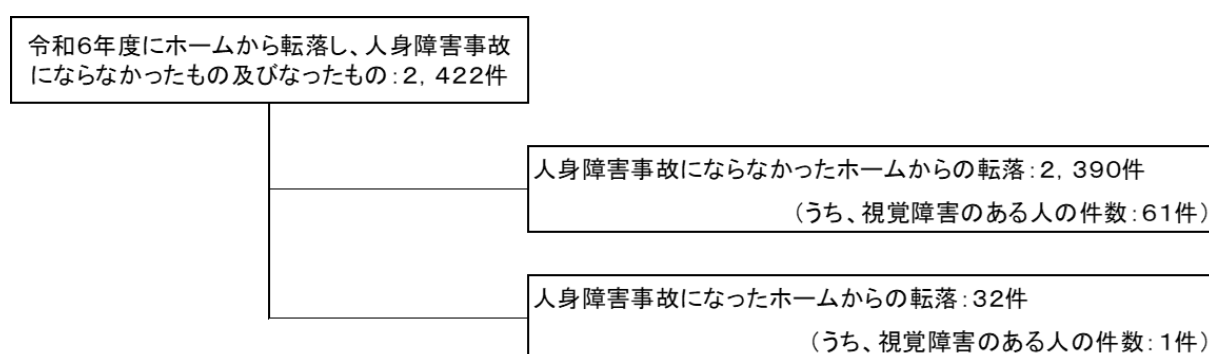 令和６年度にホームから転落し、人身障害事故
にならなかったもの及びなったもの：２，４２２件
人身障害事故にならなかったホームからの転落：２，３９０件
（うち、視覚障害のある人の件数：６１件）
人身障害事故になったホームからの転落：３２件
（うち、視覚障害のある人の件数：１件）